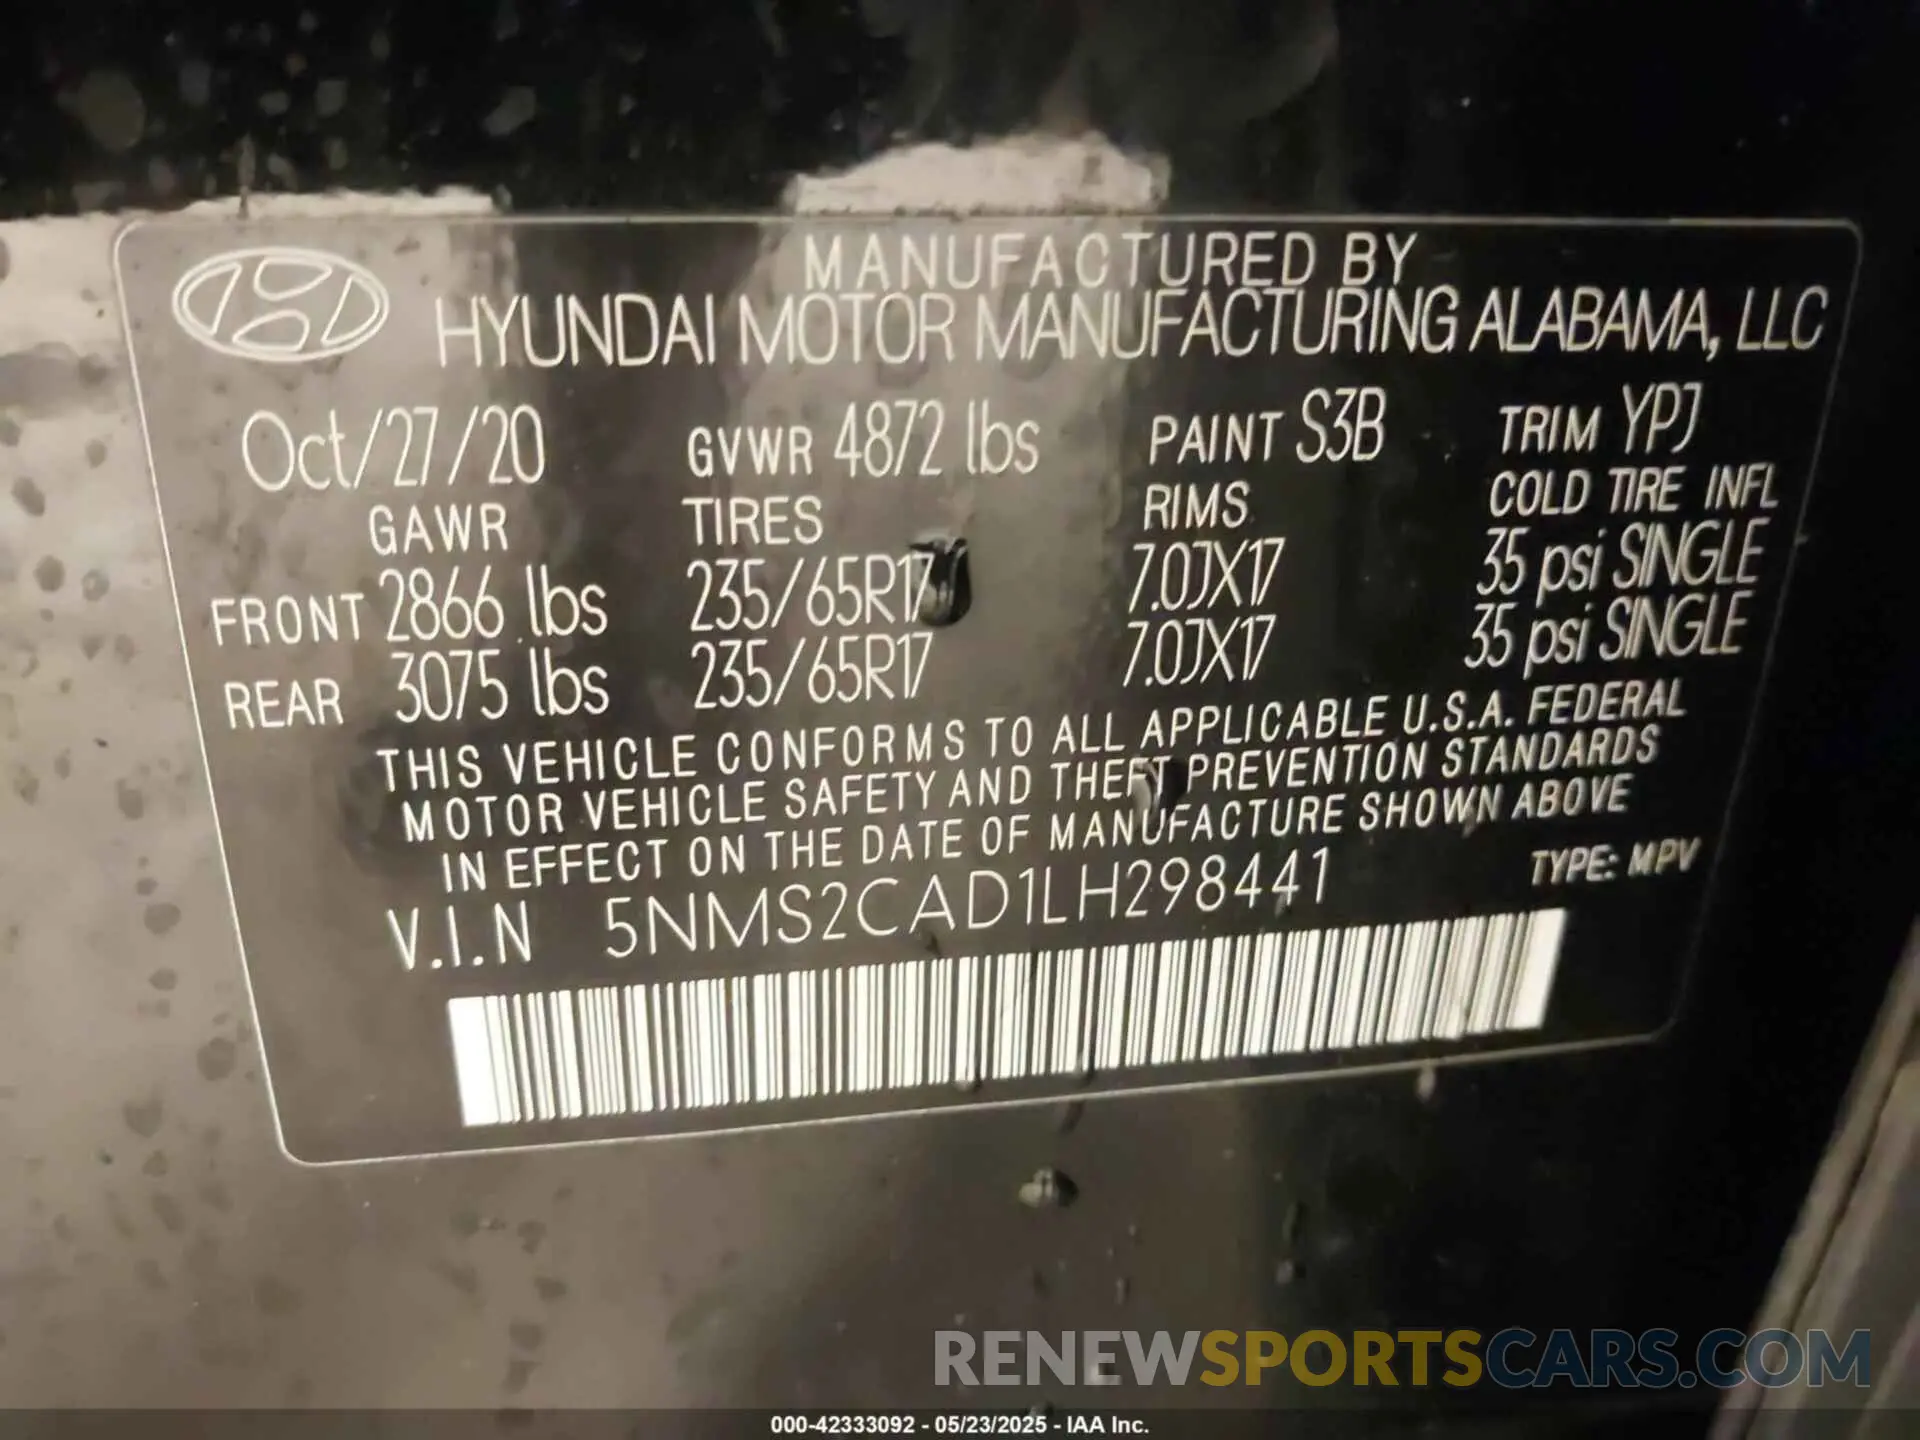 MANUFACTURED BY
HYUNDAI MOTOR MANUFACTURING ALABAMA, LLC
Oct/27/20 GVWR 4872 lbs PAINT S3B TRIM YPJ
GAWR TIRES RIMS COLD TIRE INFL
FRONT 2866 lbs 235/65R17 7.0JX17 35 psi SINGLE
REAR 3075 lbs 235/65R17 7.0JX17 35 psi SINGLE
THIS VEHICLE CONFORMS TO ALL APPLICABLE U.S.A. FEDERAL
MOTOR VEHICLE SAFETY AND THEFT PREVENTION STANDARDS
IN EFFECT ON THE DATE OF MANUFACTURE SHOWN ABOVE
V.I.N 5NMS2CAD1LH298441 TYPE: MPV
RENEWSPORTSCARS.COM
000-42333092 - 05/23/2025 - IAA Inc.